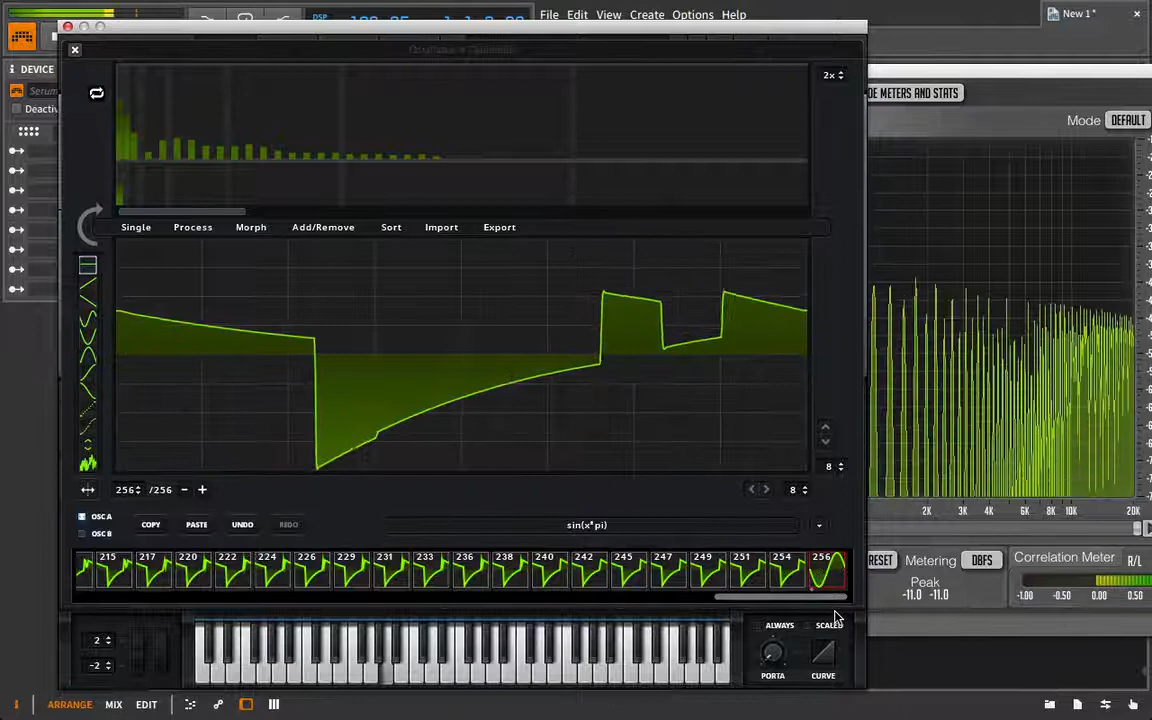 DSP
File Edit View Create Options Help
New 1*
DEVICE
Serum
Deactiv
2x
DE METERS AND STATS
Mode DEFAULT
Single Process Morph Add/Remove Sort Import Export
8
256 /256 - +
8
OSC A
OSC B
COPY PASTE UNDO REDO
sin(x*pi)
2K 3K 4K 6K 8K 10K 20K
215 217 220 222 224 226 229 231 233 236 238 240 242 245 247 249 251 254 256
RESET Metering DBFS
Peak
-11.0 -11.0
Correlation Meter R/L
-1.00 -0.50 0.00 0.50
2
-2
ALWAYS SCALED
PORTA CURVE
ARRANGE MIX EDIT